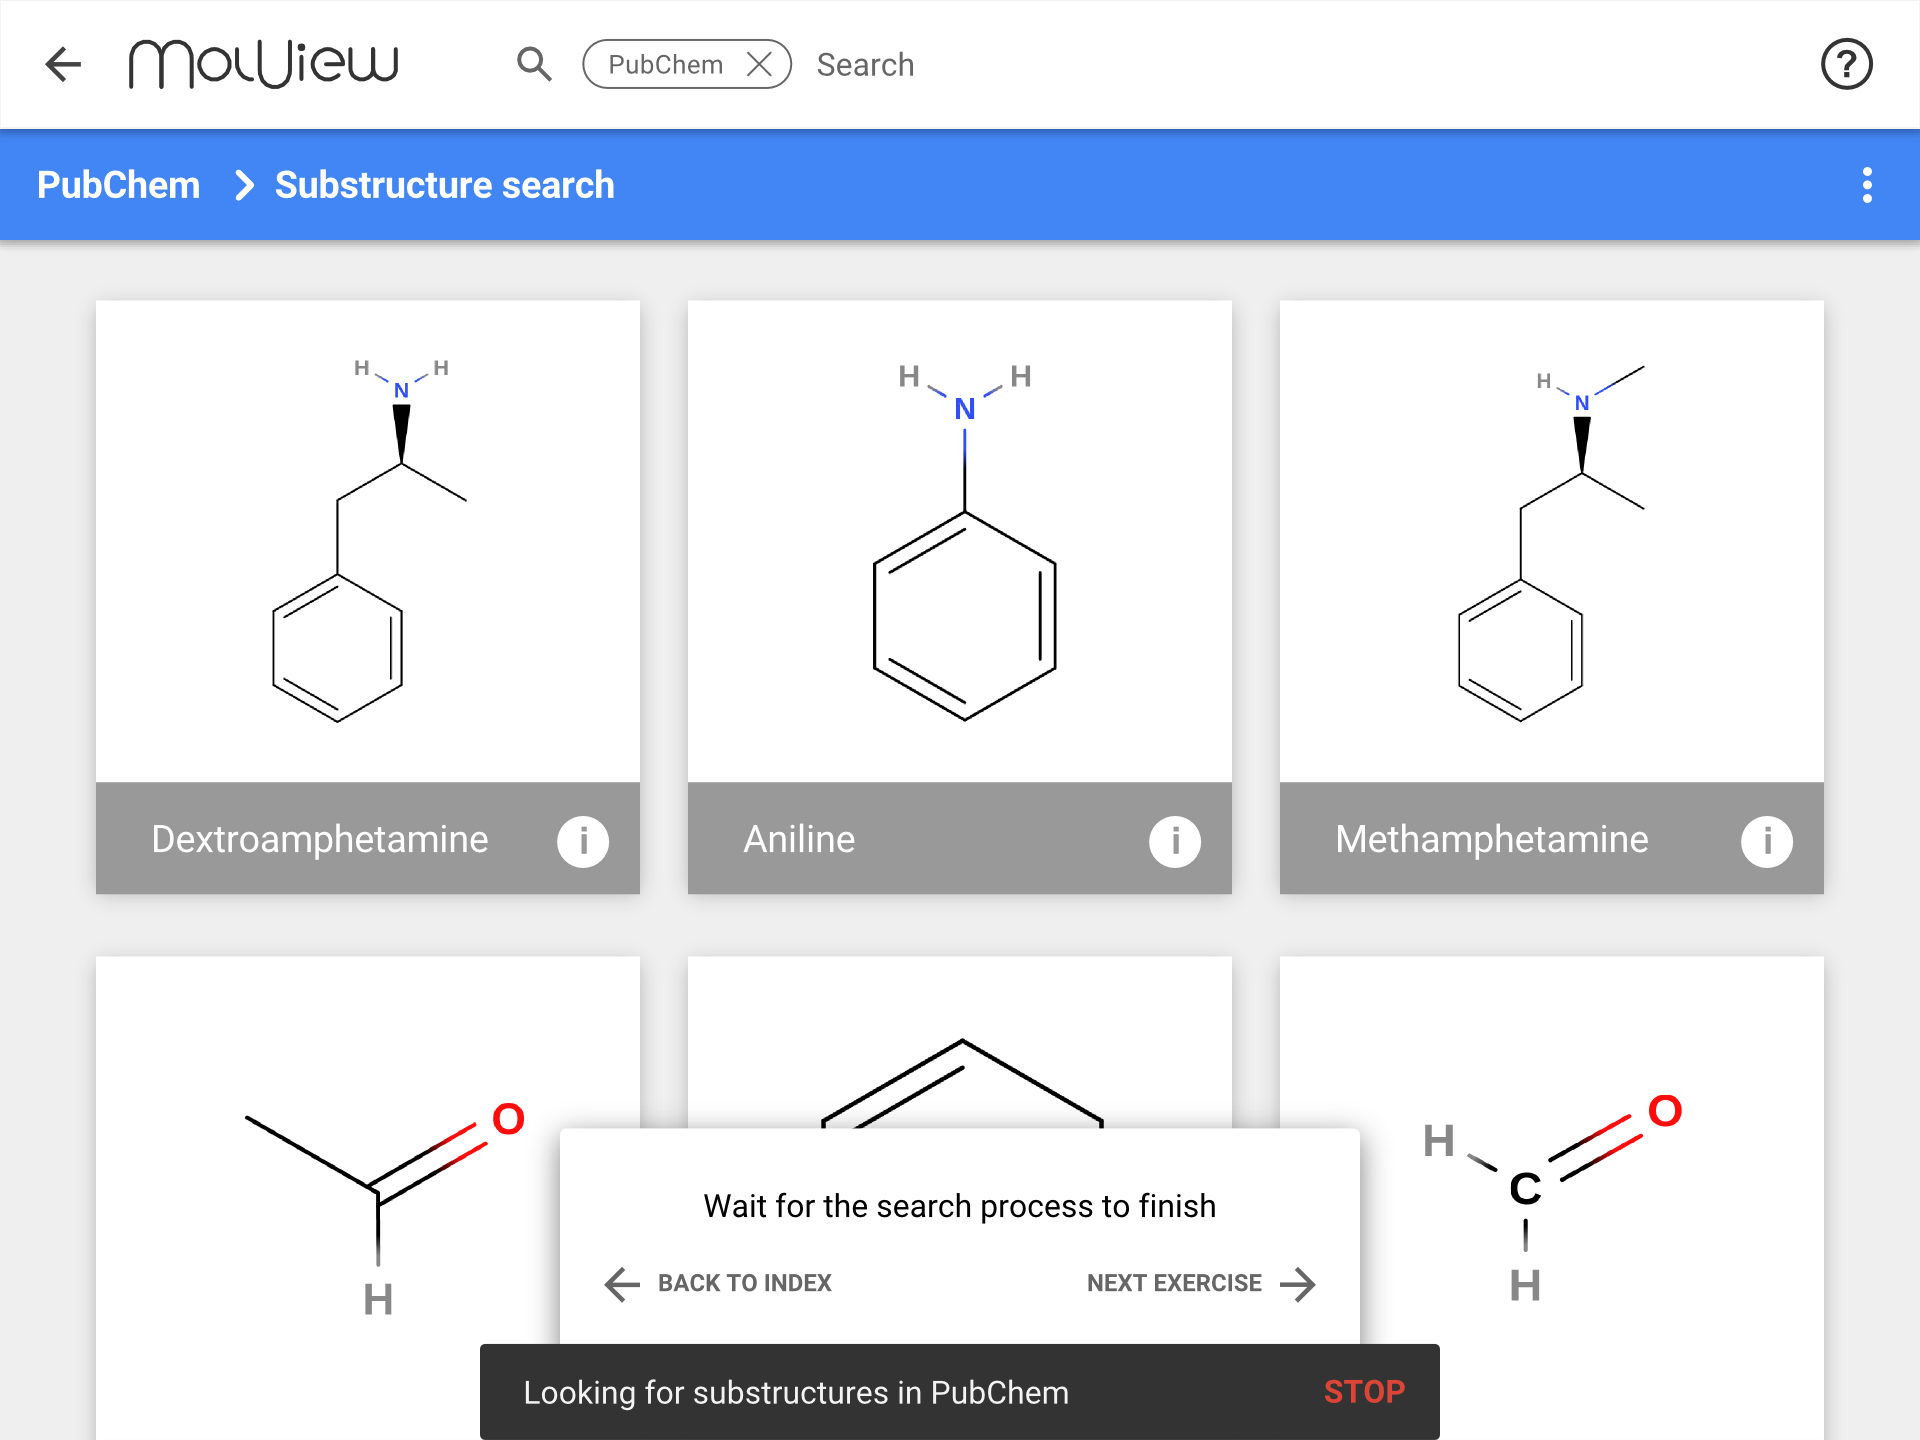 MolView
PubChem Search
?
PubChem Substructure search
H H
N
H H
N
H
N
Dextroamphetamine i
Aniline i
Methamphetamine i
O
H
O
H
C
H
Wait for the search process to finish
BACK TO INDEX NEXT EXERCISE
Looking for substructures in PubChem STOP